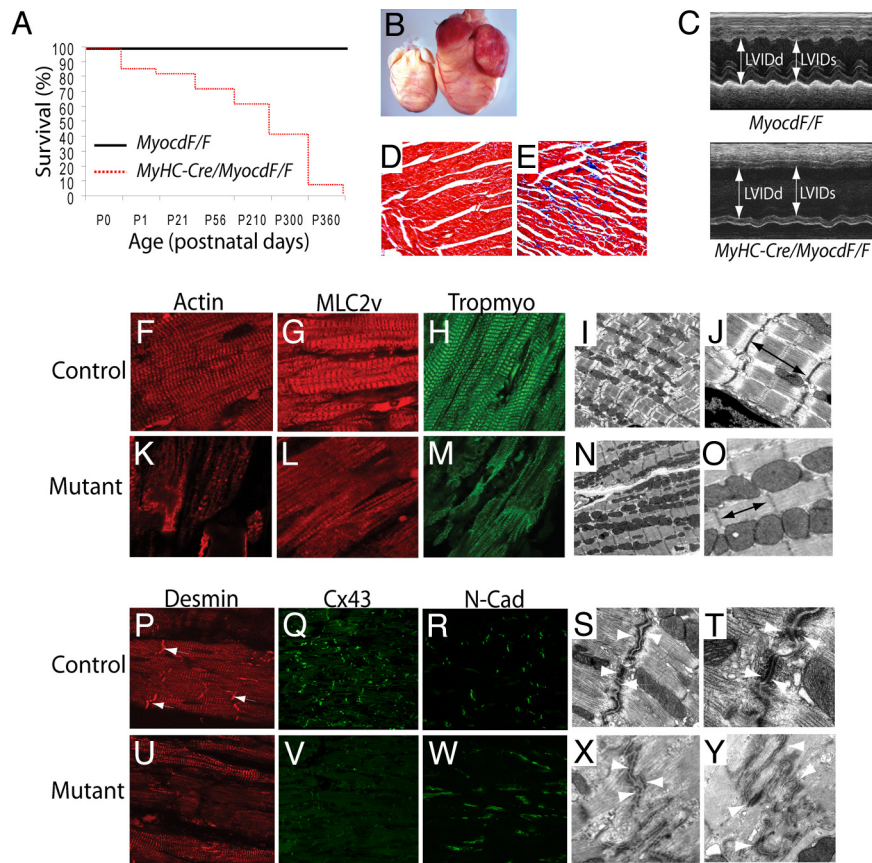 A
B
C
100
90
80
70
60
50
40
30
20
10
0
Survival (%)
MyocdF/F
MyHC-Cre/MyocdF/F
P0 P1 P21 P56 P210 P300 P360
Age (postnatal days)
LVIDd LVIDs
MyocdF/F
LVIDd LVIDs
MyHC-Cre/MyocdF/F
D E
Actin MLC2v Tropmyo
Control
F G H I J
Mutant
K L M N O
Desmin Cx43 N-Cad
Control
P Q R S T
Mutant
U V W X Y